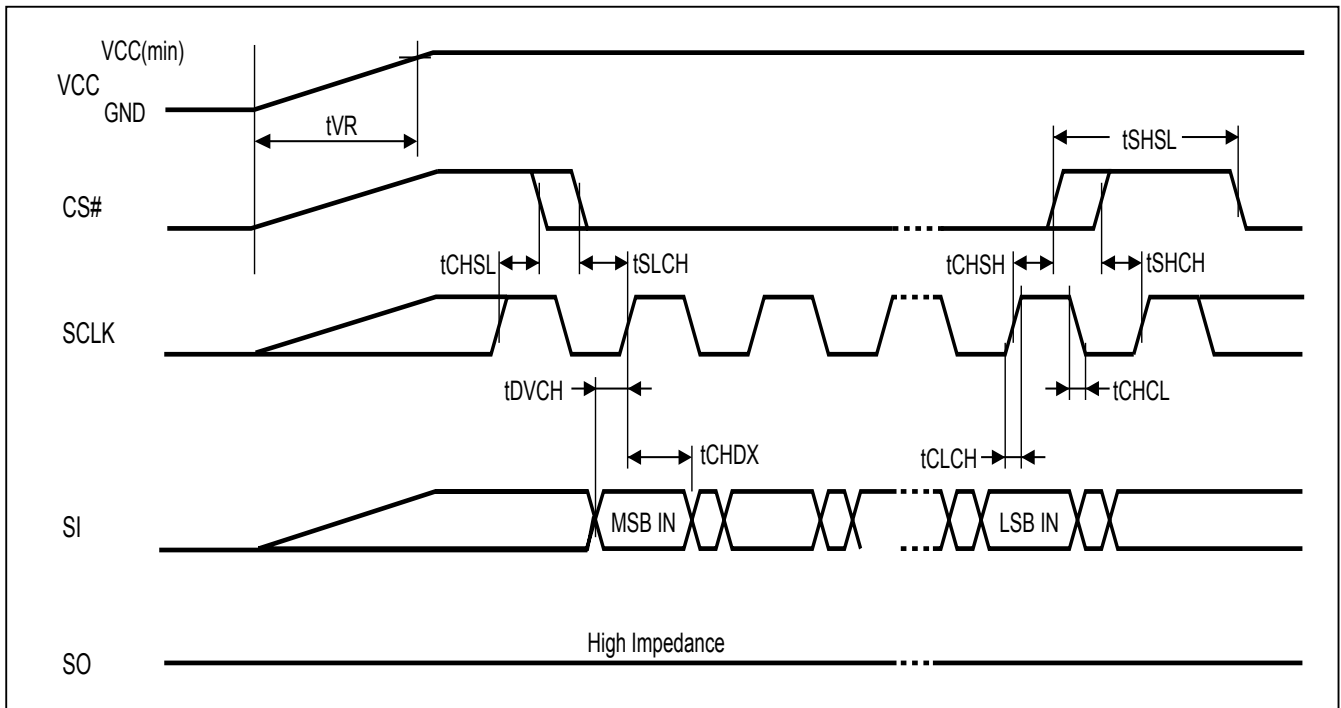 VCC(min)
VCC
GND
tVR
tSHSL
CS#
tCHSL
tSLCH
tCHSH
tSHCH
SCLK
tDVCH
tCHCL
tCHDX
tCLCH
SI
MSB IN
LSB IN
High Impedance
SO